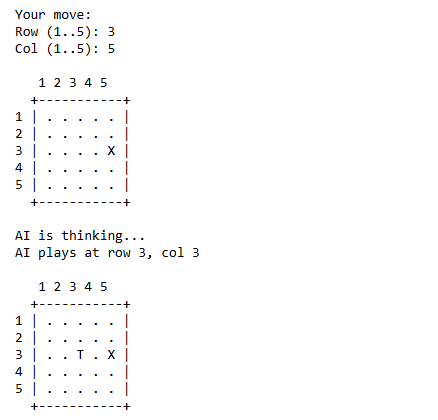 Your move:
Row (1..5): 3
Col (1..5): 5
1 2 3 4 5
+-----------+
1 | . . . . . |
2 | . . . . . |
3 | . . . . X |
4 | . . . . . |
5 | . . . . . |
+-----------+
AI is thinking...
AI plays at row 3, col 3
1 2 3 4 5
+-----------+
1 | . . . . . |
2 | . . . . . |
3 | . . T . X |
4 | . . . . . |
5 | . . . . . |
+-----------+